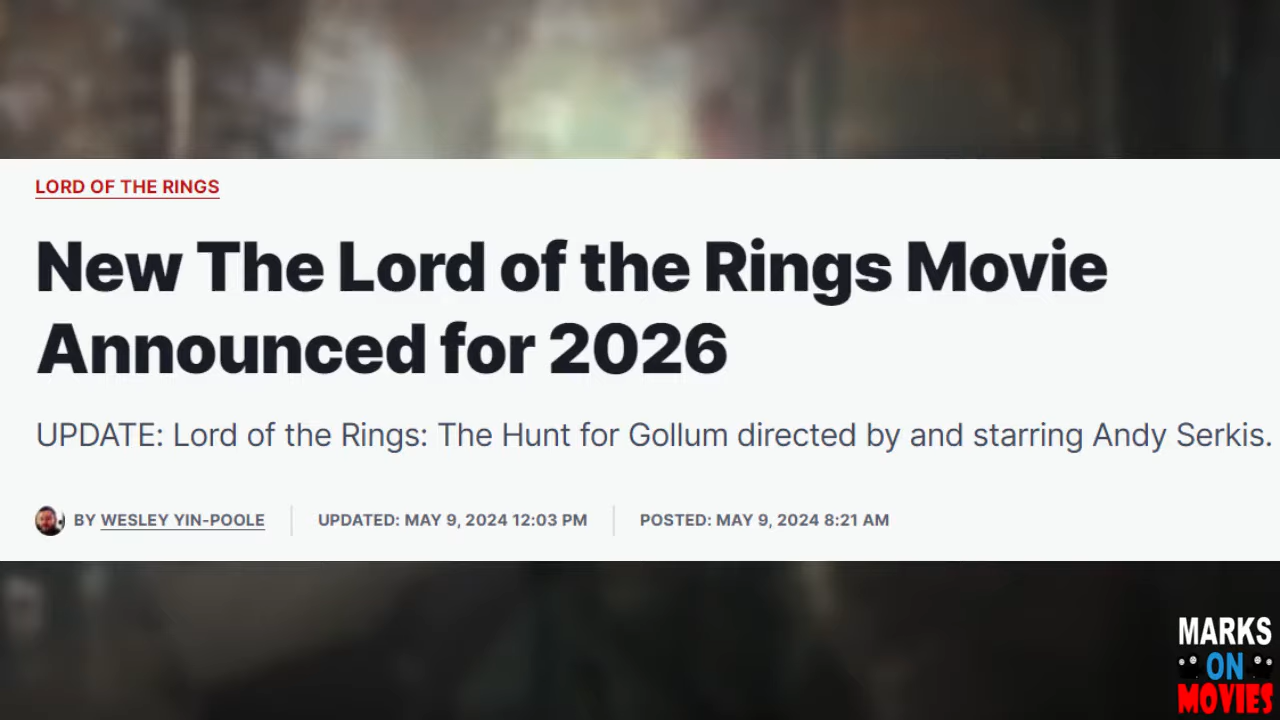 LORD OF THE RINGS
New The Lord of the Rings Movie
Announced for 2026
UPDATE: Lord of the Rings: The Hunt for Gollum directed by and starring Andy Serkis.
BY WESLEY YIN-POOLE UPDATED: MAY 9, 2024 12:03 PM POSTED: MAY 9, 2024 8:21 AM
MARKS
ON
MOVIES